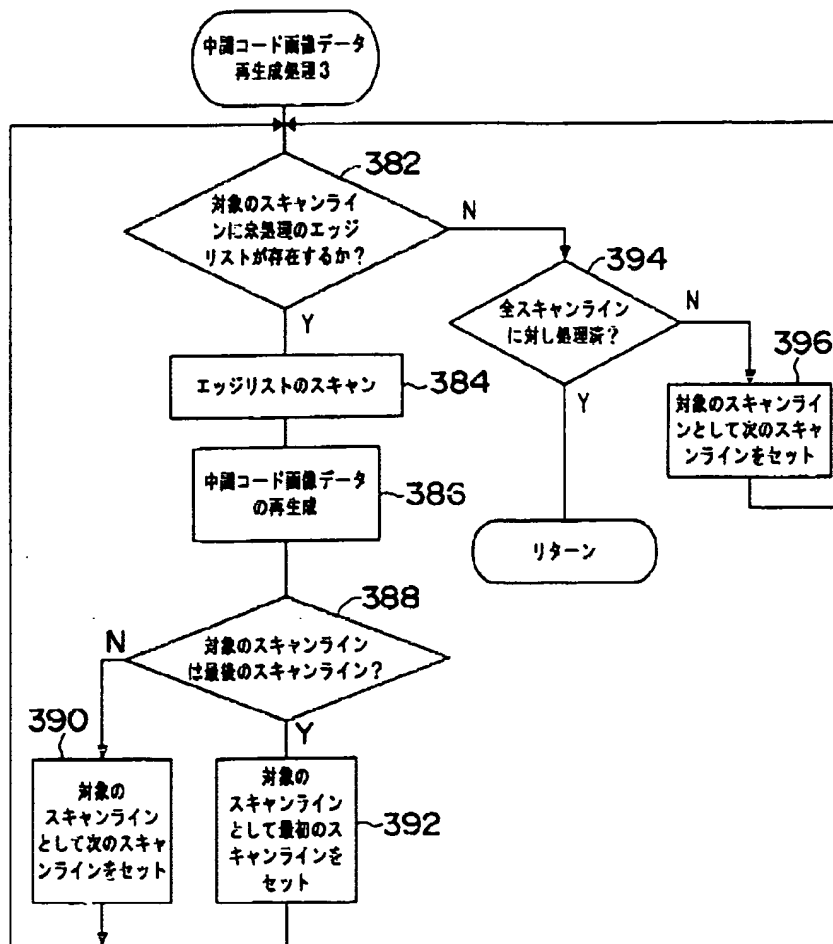 中間コード画像データ
再生成処理3
382
対象のスキャンライ
ンに未処理のエッジ
リストが存在するか?
N
Y
394
全スキャンライン
に対し処理済?
N
Y
396
対象のスキャンライ
ンとして次のスキャ
ンラインをセット
エッジリストのスキャン
384
中間コード画像データ
の再生成
386
リターン
388
対象のスキャンライン
は最後のスキャンライン?
N
Y
390
対象の
スキャンライン
として次のスキャ
ンラインをセット
対象の
スキャンライン
として最初のス
キャンラインを
セット
392